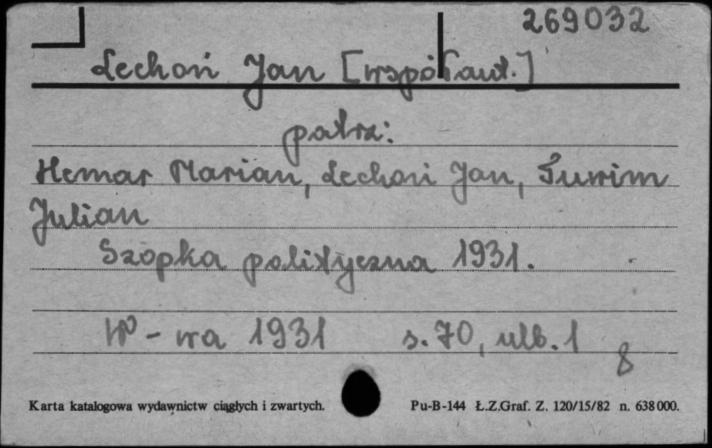 269032
Lechoń Jan [współaut.]
patrz:
Hemar Marian, Lechoń Jan, Tuwim
Julian
Szopka polityczna 1931.
W-wa 1931 s. 70, ulb. 1
8
Karta katalogowa wydawnictw ciągłych i zwartych. Pu-B-144 Ł.Z.Graf. Z. 120/15/82 n. 638000.